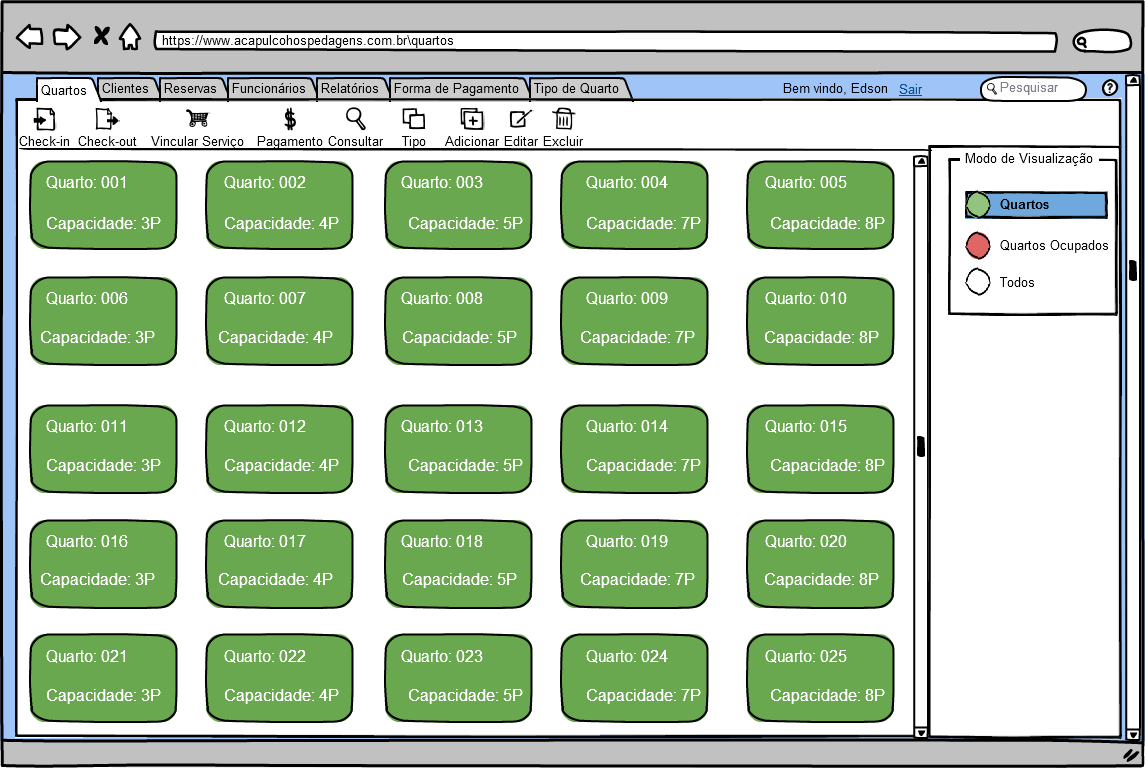 https://www.acapulcohospedagens.com.br\quartos
Quartos Clientes Reservas Funcionários Relatórios Forma de Pagamento Tipo de Quarto Bem vindo, Edson Sair Pesquisar ?
Check-in Check-out Vincular Serviço Pagamento Consultar Tipo Adicionar Editar Excluir
Modo de Visualização
Quartos
Quartos Ocupados
Todos
Quarto: 001 Quarto: 002 Quarto: 003 Quarto: 004 Quarto: 005
Capacidade: 3P Capacidade: 4P Capacidade: 5P Capacidade: 7P Capacidade: 8P
Quarto: 006 Quarto: 007 Quarto: 008 Quarto: 009 Quarto: 010
Capacidade: 3P Capacidade: 4P Capacidade: 5P Capacidade: 7P Capacidade: 8P
Quarto: 011 Quarto: 012 Quarto: 013 Quarto: 014 Quarto: 015
Capacidade: 3P Capacidade: 4P Capacidade: 5P Capacidade: 7P Capacidade: 8P
Quarto: 016 Quarto: 017 Quarto: 018 Quarto: 019 Quarto: 020
Capacidade: 3P Capacidade: 4P Capacidade: 5P Capacidade: 7P Capacidade: 8P
Quarto: 021 Quarto: 022 Quarto: 023 Quarto: 024 Quarto: 025
Capacidade: 3P Capacidade: 4P Capacidade: 5P Capacidade: 7P Capacidade: 8P